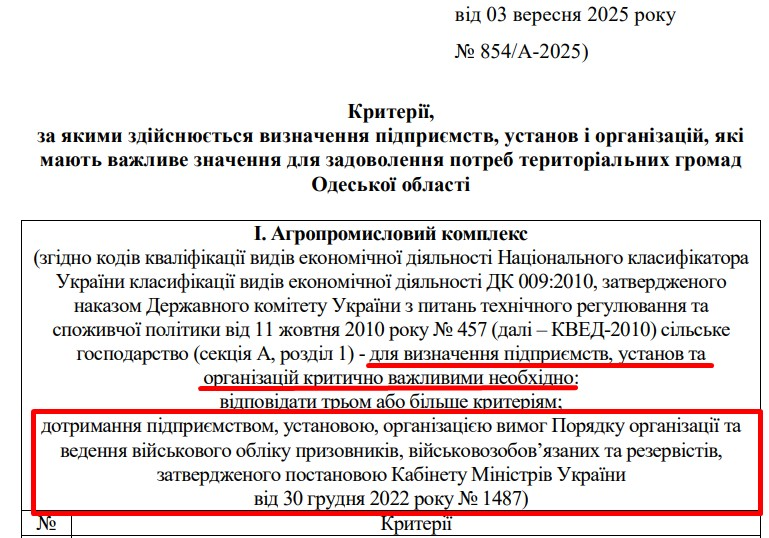 від 03 вересня 2025 року
№ 854/А-2025)
Критерії,
за якими здійснюється визначення підприємств, установ і організацій, які
мають важливе значення для задоволення потреб територіальних громад
Одеської області
І. Агропромисловий комплекс
(згідно кодів кваліфікації видів економічної діяльності Національного класифікатора
України класифікації видів економічної діяльності ДК 009:2010, затвердженого
наказом Державного комітету України з питань технічного регулювання та
споживчої політики від 11 жовтня 2010 року № 457 (далі – КВЕД-2010) сільське
господарство (секція А, розділ 1) - для визначення підприємств, установ та
організацій критично важливими необхідно:
відповідати трьом або більше критеріям;
дотримання підприємством, установою, організацією вимог Порядку організації та
ведення військового обліку призовників, військовозобов’язаних та резервістів,
затвердженого постановою Кабінету Міністрів України
від 30 грудня 2022 року № 1487)
№ Критерії